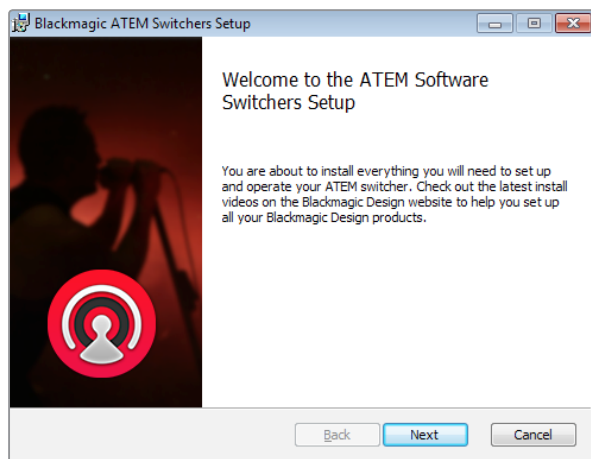 Blackmagic ATEM Switchers Setup
Welcome to the ATEM Software
Switchers Setup
You are about to install everything you will need to set up
and operate your ATEM switcher. Check out the latest install
videos on the Blackmagic Design website to help you set up
all your Blackmagic Design products.
Back Next Cancel